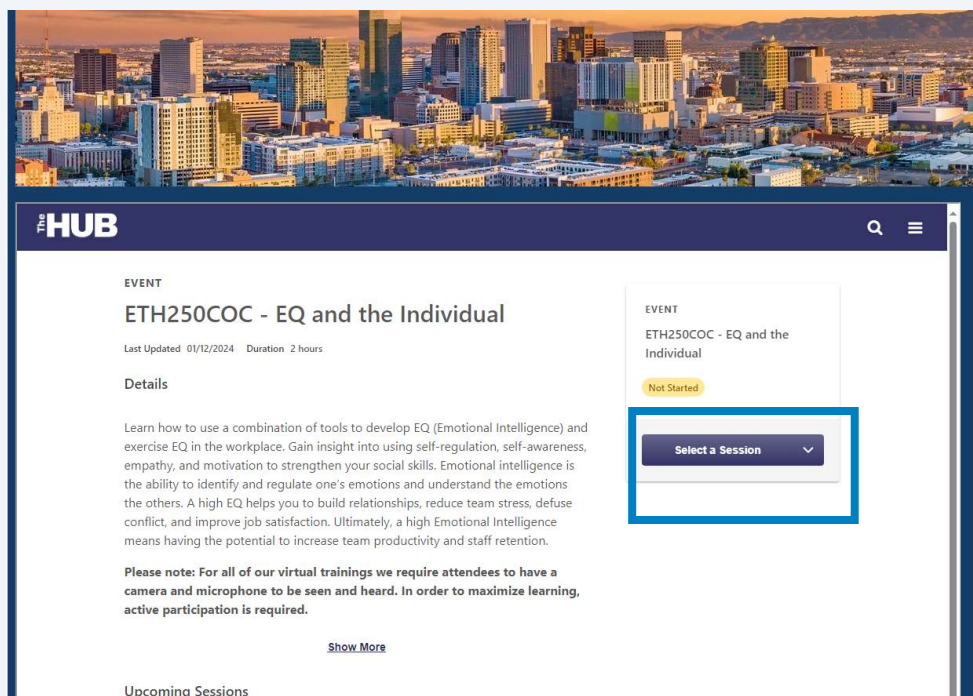 The HUB
EVENT
ETH250COC - EQ and the Individual
Last Updated 01/12/2024 Duration 2 hours
Details
Learn how to use a combination of tools to develop EQ (Emotional Intelligence) and
exercise EQ in the workplace. Gain insight into using self-regulation, self-awareness,
empathy, and motivation to strengthen your social skills. Emotional intelligence is
the ability to identify and regulate one's emotions and understand the emotions
the others. A high EQ helps you to build relationships, reduce team stress, defuse
conflict, and improve job satisfaction. Ultimately, a high Emotional Intelligence
means having the potential to increase team productivity and staff retention.
Please note: For all of our virtual trainings we require attendees to have a
camera and microphone to be seen and heard. In order to maximize learning,
active participation is required.
Show More
Upcoming Sessions
EVENT
ETH250COC - EQ and the
Individual
Not Started
Select a Session